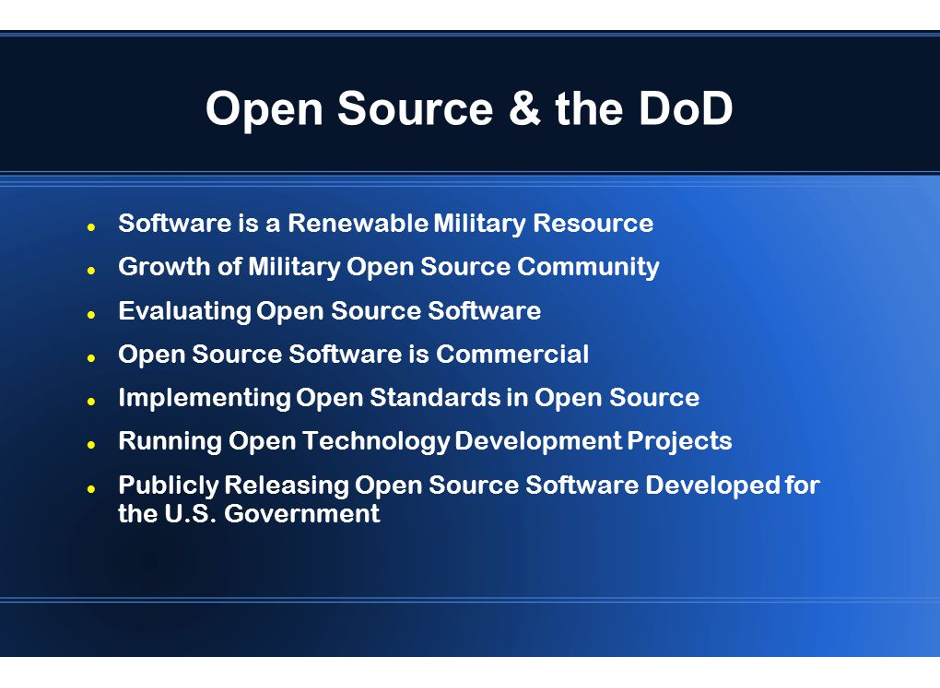 Open Source & the DoD
Software is a Renewable Military Resource
Growth of Military Open Source Community
Evaluating Open Source Software
Open Source Software is Commercial
Implementing Open Standards in Open Source
Running Open Technology Development Projects
Publicly Releasing Open Source Software Developed for
the U.S. Government